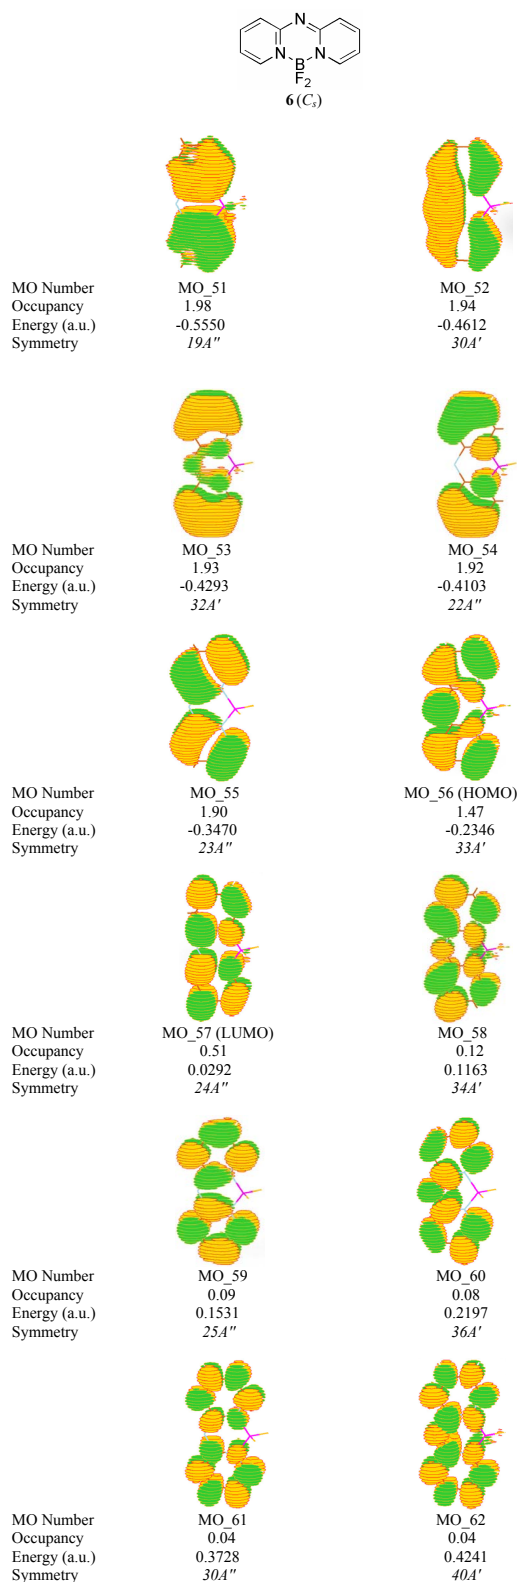 N
N
N
B
F2
6 (Cs)
MO Number MO_51 MO_52
Occupancy 1.98 1.94
Energy (a.u.) -0.5550 -0.4612
Symmetry 19A" 30A'
MO Number MO_53 MO_54
Occupancy 1.93 1.92
Energy (a.u.) -0.4293 -0.4103
Symmetry 32A' 22A"
MO Number MO_55 MO_56 (HOMO)
Occupancy 1.90 1.47
Energy (a.u.) -0.3470 -0.2346
Symmetry 23A" 33A'
MO Number MO_57 (LUMO) MO_58
Occupancy 0.51 0.12
Energy (a.u.) 0.0292 0.1163
Symmetry 24A" 34A'
MO Number MO_59 MO_60
Occupancy 0.09 0.08
Energy (a.u.) 0.1531 0.2197
Symmetry 25A" 36A'
MO Number MO_61 MO_62
Occupancy 0.04 0.04
Energy (a.u.) 0.3728 0.4241
Symmetry 30A" 40A'